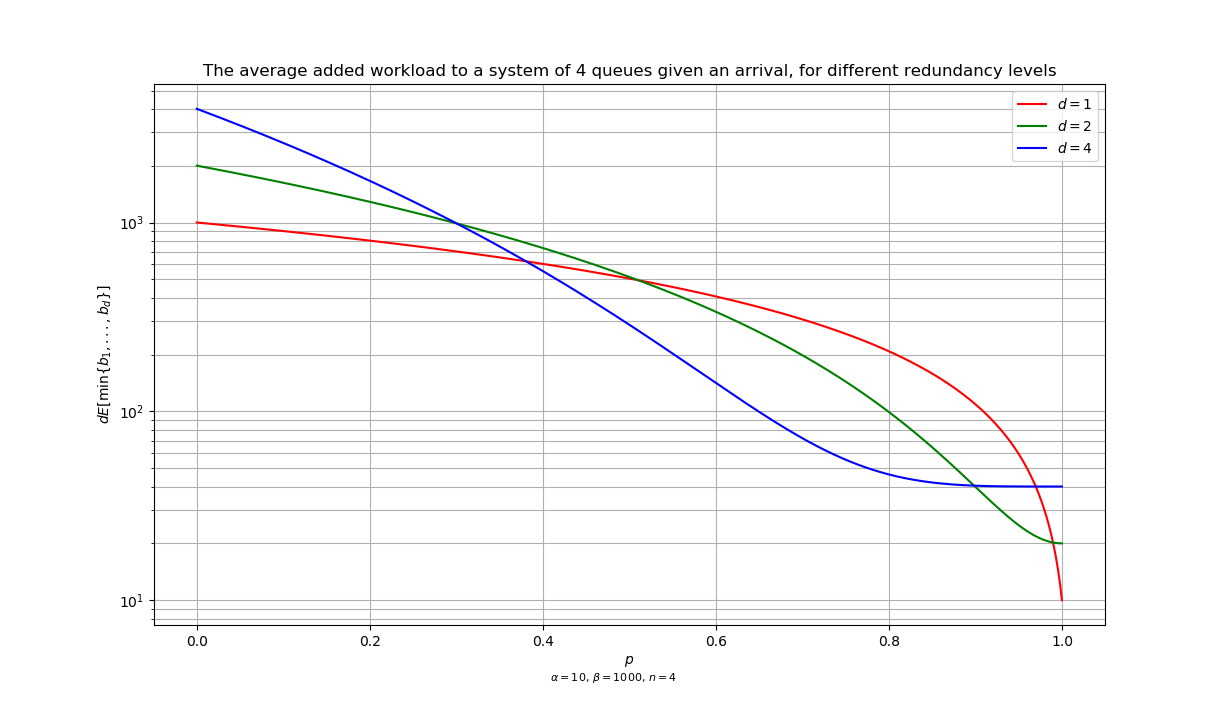 The average added workload to a system of 4 queues given an arrival, for different redundancy levels
d = 1
d = 2
d = 4
10³
10²
10¹
dE[min{b₁, ..., b_d}]
0.0 0.2 0.4 0.6 0.8 1.0
p
α = 10, β = 1000, n = 4